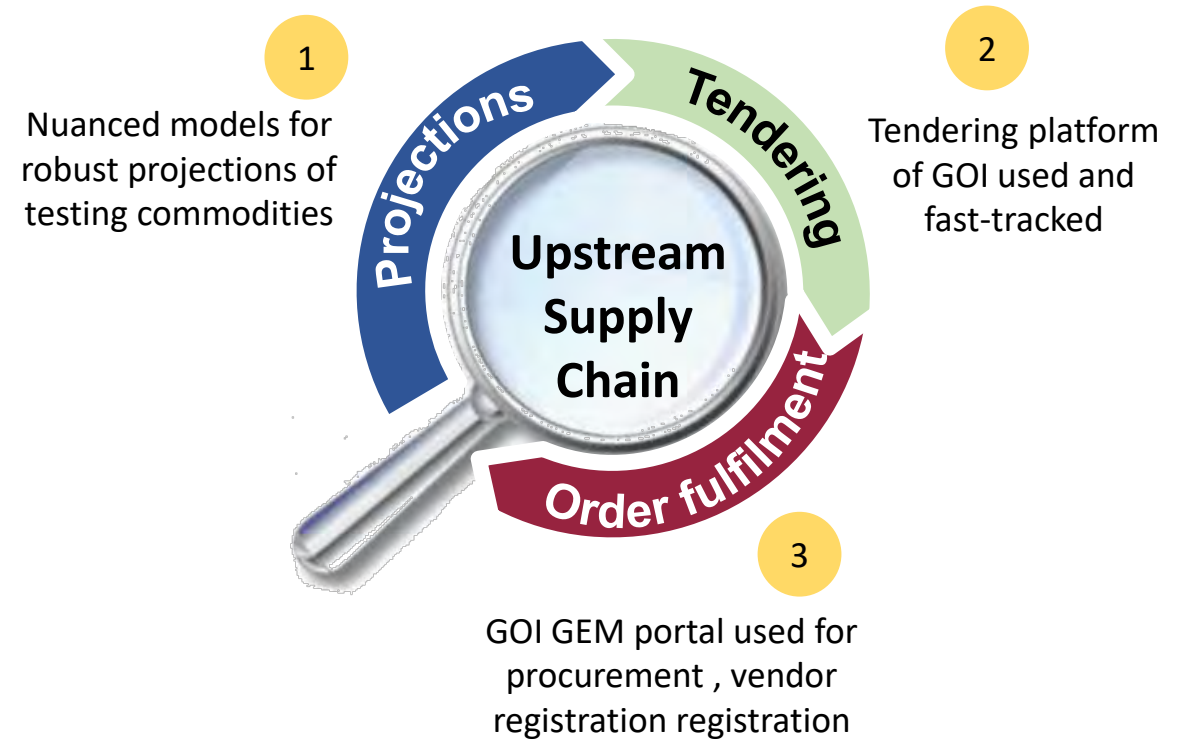 1
Nuanced models for
robust projections of
testing commodities
Projections
Tendering
2
Tendering platform
of GOI used and
fast-tracked
Upstream
Supply
Chain
Order fulfilment
3
GOI GEM portal used for
procurement , vendor
registration registration